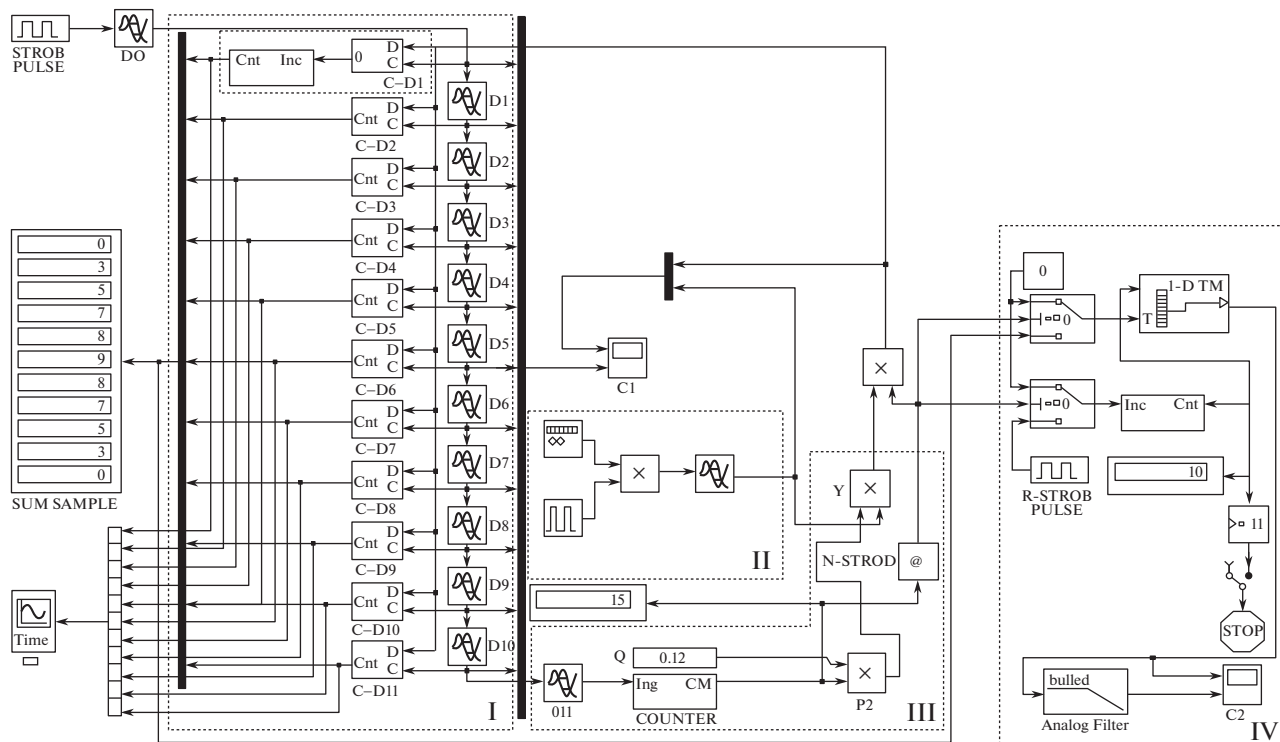 STROB
PULSE
DO
Cnt Inc
0
D
C
C–D1
D1
D
C
C–D2
D2
Cnt
D
C
C–D3
D3
Cnt
D
C
C–D4
D4
Cnt
D
C
C–D5
D5
Cnt
D
C
C–D6
D6
Cnt
D
C
C–D7
D7
Cnt
D
C
C–D8
D8
Cnt
D
C
C–D9
D9
Cnt
D
C
C–D10
D10
Cnt
D
C
C–D11
Cnt
I
0
3
5
7
8
9
8
7
5
3
0
SUM SAMPLE
Time
C1
×
×
II
Y
×
N-STROD
@
15
Q
0.12
011
Ing CM
COUNTER
×
P2
III
0
0
1-D TM
T
0
Inc Cnt
R-STROB
PULSE
10
11
STOP
bulled
Analog Filter
C2
IV